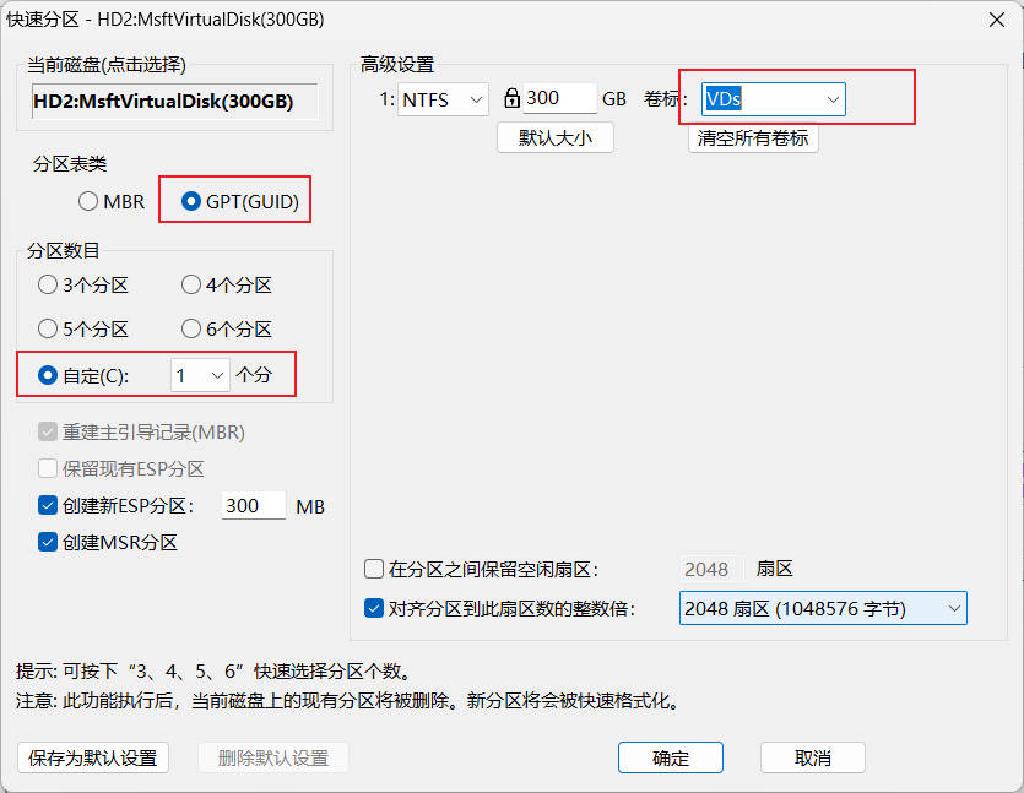 快速分区 - HD2:MsftVirtualDisk(300GB)
当前磁盘(点击选择)
HD2:MsftVirtualDisk(300GB)
分区表类
MBR
GPT(GUID)
分区数目
3个分区
4个分区
5个分区
6个分区
自定(C):
1
个分
重建主引导记录(MBR)
保留现有ESP分区
创建新ESP分区:
300
MB
创建MSR分区
高级设置
1:
NTFS
300
GB
卷标:
VDs
默认大小
清空所有卷标
在分区之间保留空闲扇区:
2048
扇区
对齐分区到此扇区数的整数倍:
2048 扇区 (1048576 字节)
提示: 可按下“3、4、5、6”快速选择分区个数。
注意: 此功能执行后，当前磁盘上的现有分区将被删除。新分区将会被快速格式化。
保存为默认设置
删除默认设置
确定
取消